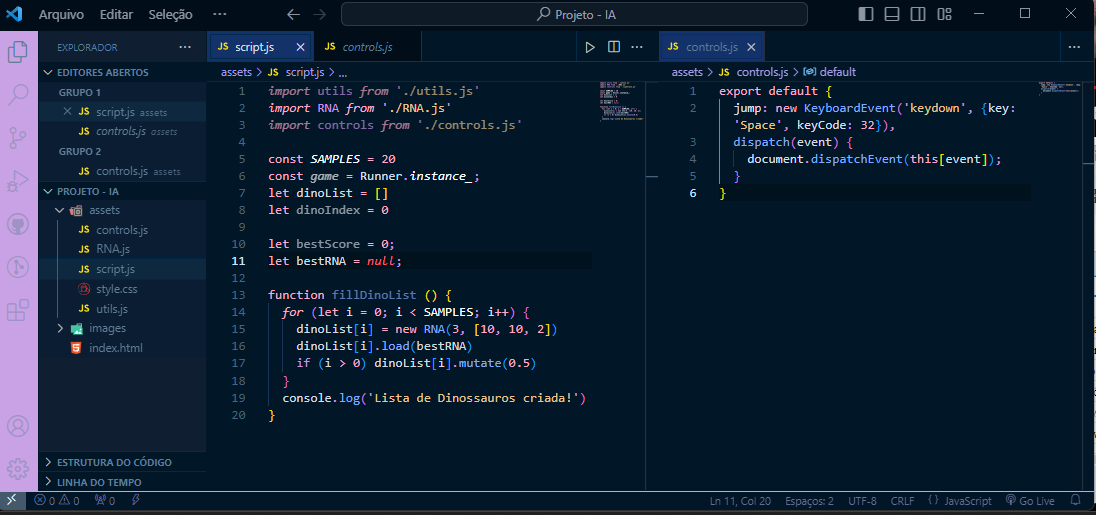 Arquivo Editar Seleção ··· Projeto - IA
EXPLORADOR ···
EDITORES ABERTOS
GRUPO 1
JS script.js assets
JS controls.js assets
GRUPO 2
JS controls.js assets
PROJETO - IA
assets
JS controls.js
JS RNA.js
JS script.js
style.css
JS utils.js
images
index.html
ESTRUTURA DO CÓDIGO
LINHA DO TEMPO
JS script.js JS controls.js ···
assets > JS script.js > ...
1 import utils from './utils.js'
2 import RNA from './RNA.js'
3 import controls from './controls.js'
4
5 const SAMPLES = 20
6 const game = Runner.instance_;
7 let dinoList = []
8 let dinoIndex = 0
9
10 let bestScore = 0;
11 let bestRNA = null;
12
13 function fillDinoList () {
14 for (let i = 0; i < SAMPLES; i++) {
15 dinoList[i] = new RNA(3, [10, 10, 2])
16 dinoList[i].load(bestRNA)
17 if (i > 0) dinoList[i].mutate(0.5)
18 }
19 console.log('Lista de Dinossauros criada!')
20 }
JS controls.js ···
assets > JS controls.js > default
1 export default {
2 jump: new KeyboardEvent('keydown', {key:
'Space', keyCode: 32}),
3 dispatch(event) {
4 document.dispatchEvent(this[event]);
5 }
6 }
0 0 0 Ln 11, Col 20 Espaços: 2 UTF-8 CRLF {} JavaScript Go Live